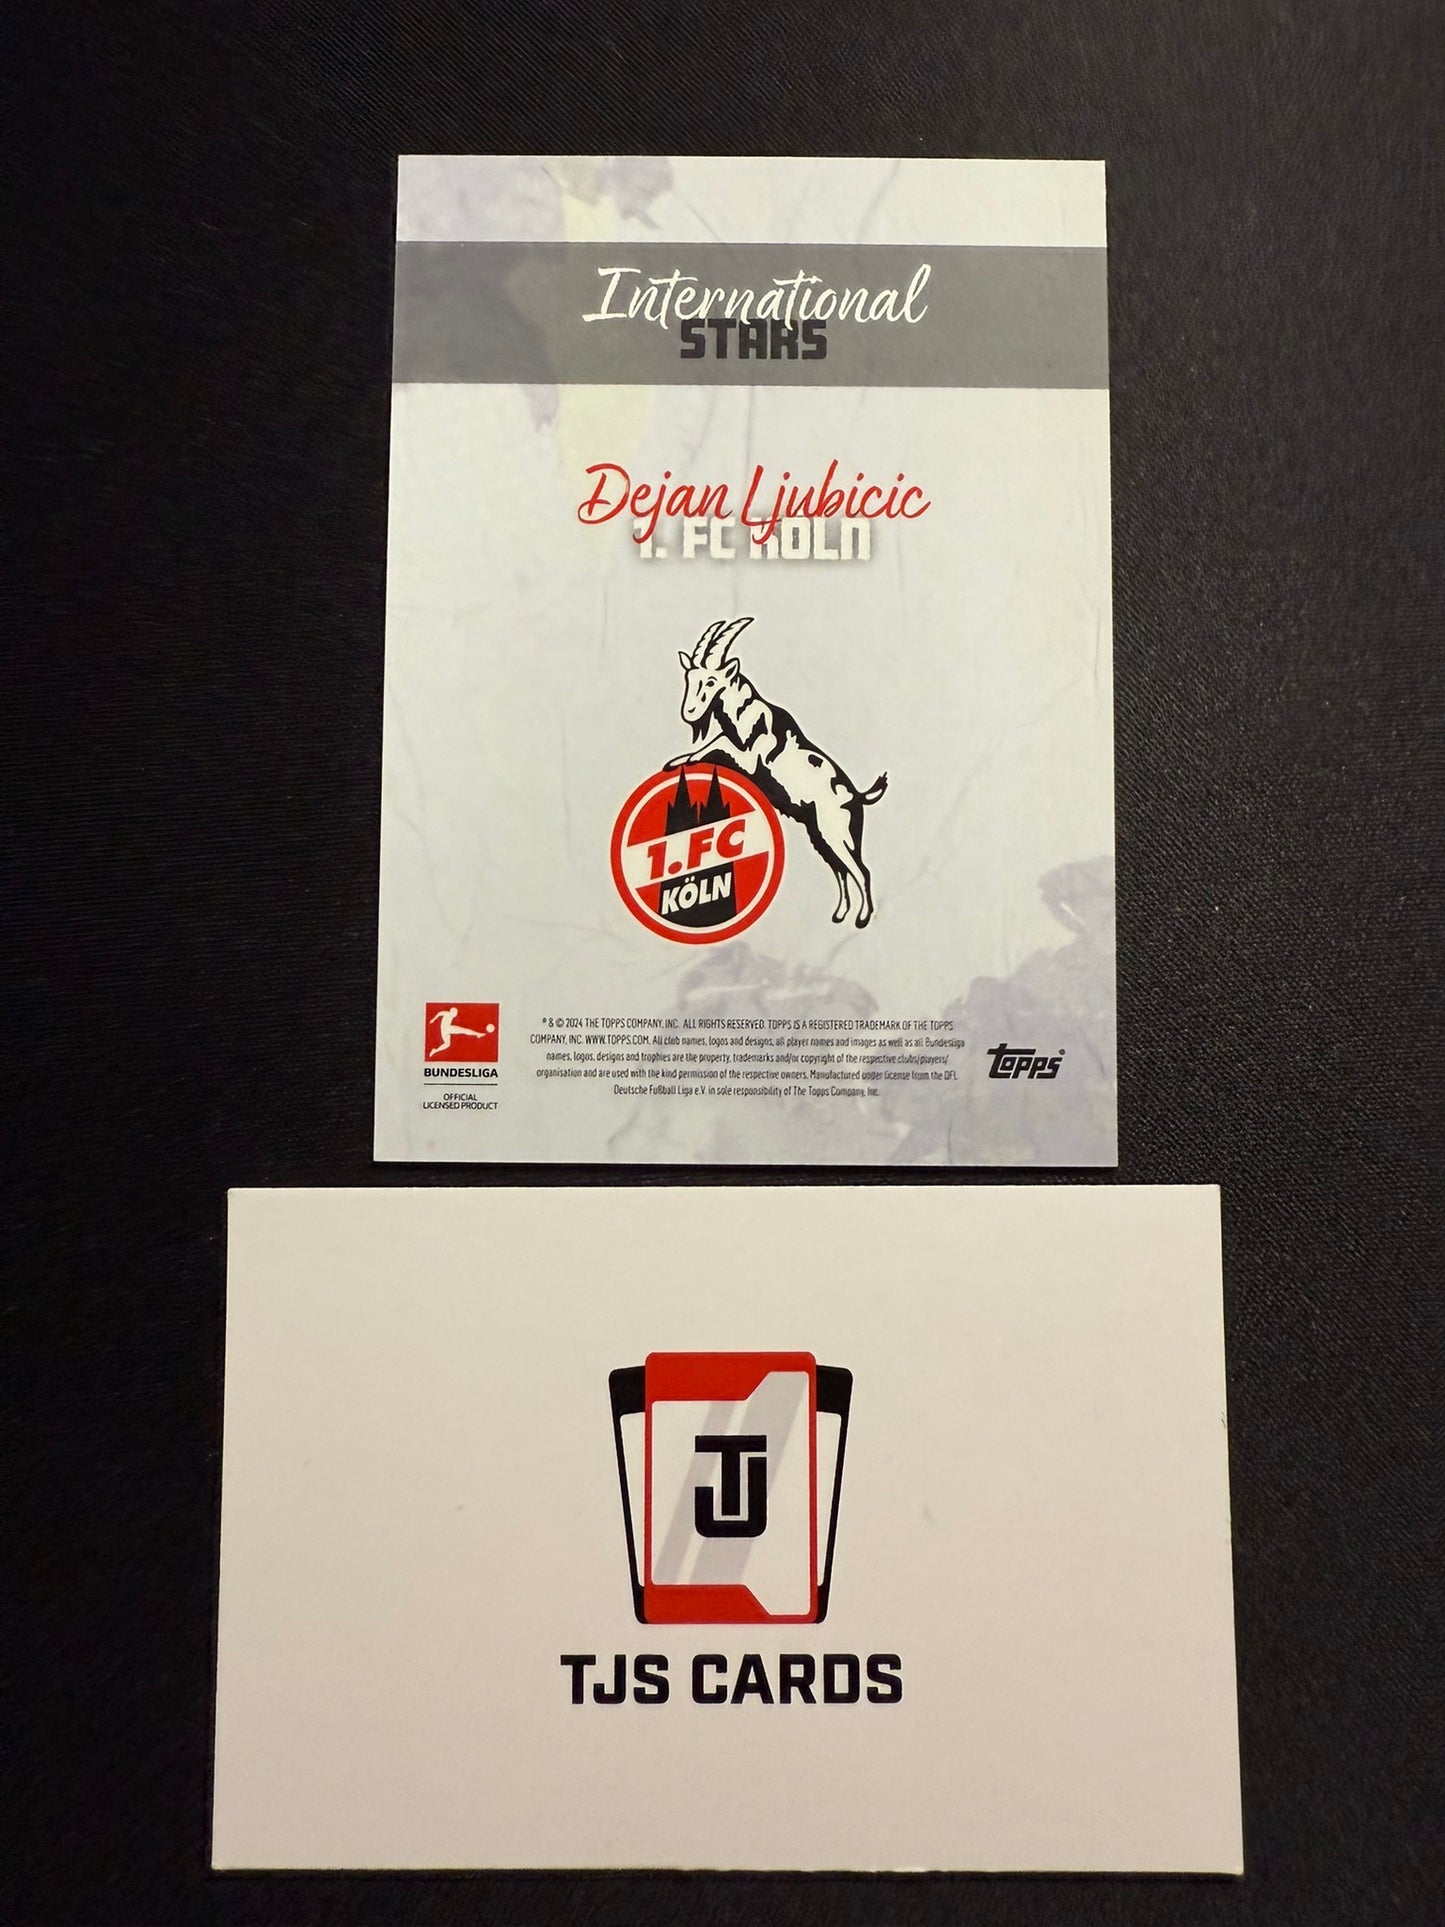 International
STARS
Dejan Ljubicic
1. FC KÖLN
1.FC
KÖLN
BUNDESLIGA
OFFICIAL
LICENSED PRODUCT
® & © 2024 THE TOPPS COMPANY, INC. ALL RIGHTS RESERVED. TOPPS IS A REGISTERED TRADEMARK OF THE TOPPS
COMPANY, INC. WWW.TOPPS.COM. All club names, logos and designs, all player names and images as well as all Bundesliga
names, logos, designs and trophies are the property, trademarks and/or copyright of the respective clubs/players/
organisation and are used with the kind permission of the respective owners. Manufactured under license from the DFL
Deutsche Fußball Liga e.V. in sole responsibility of The Topps Company, Inc.
topps®
TJ
TJS CARDS